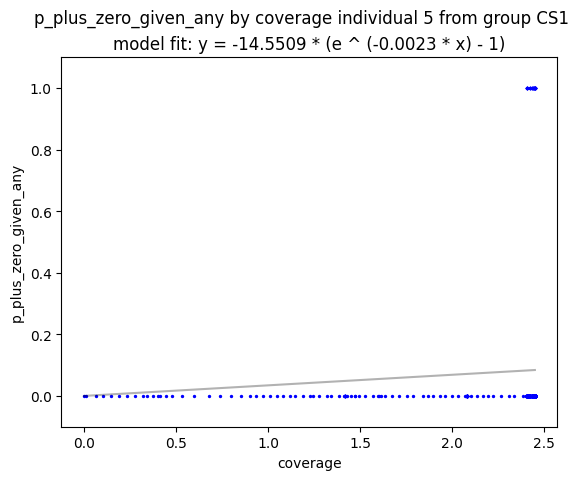 p_plus_zero_given_any by coverage individual 5 from group CS1
model fit: y = -14.5509 * (e ^ (-0.0023 * x) - 1)
p_plus_zero_given_any
1.0
0.8
0.6
0.4
0.2
0.0
0.0 0.5 1.0 1.5 2.0 2.5
coverage